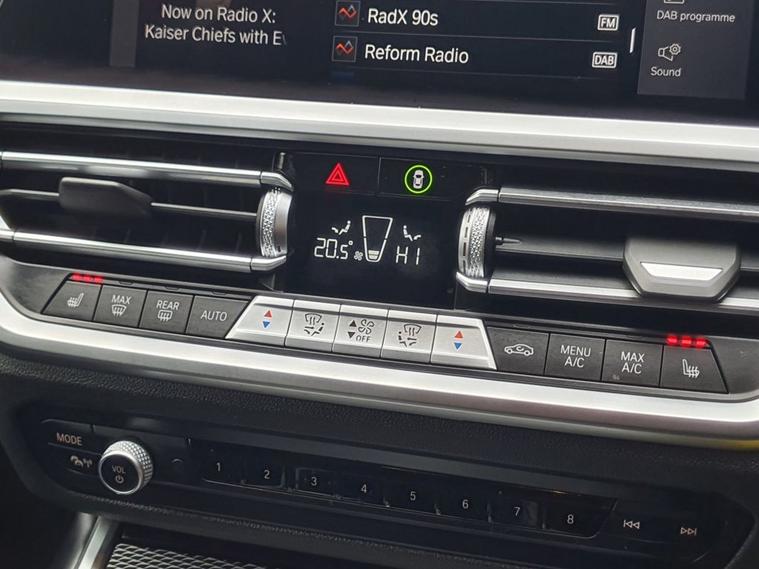 Now on Radio X:
Kaiser Chiefs with E
RadX 90s
FM
Reform Radio
DAB
DAB programme
Sound
20.5°
HI
MAX
REAR
AUTO
OFF
MENU A/C
MAX A/C
MODE
VOL
1 2 3 4 5 6 7 8